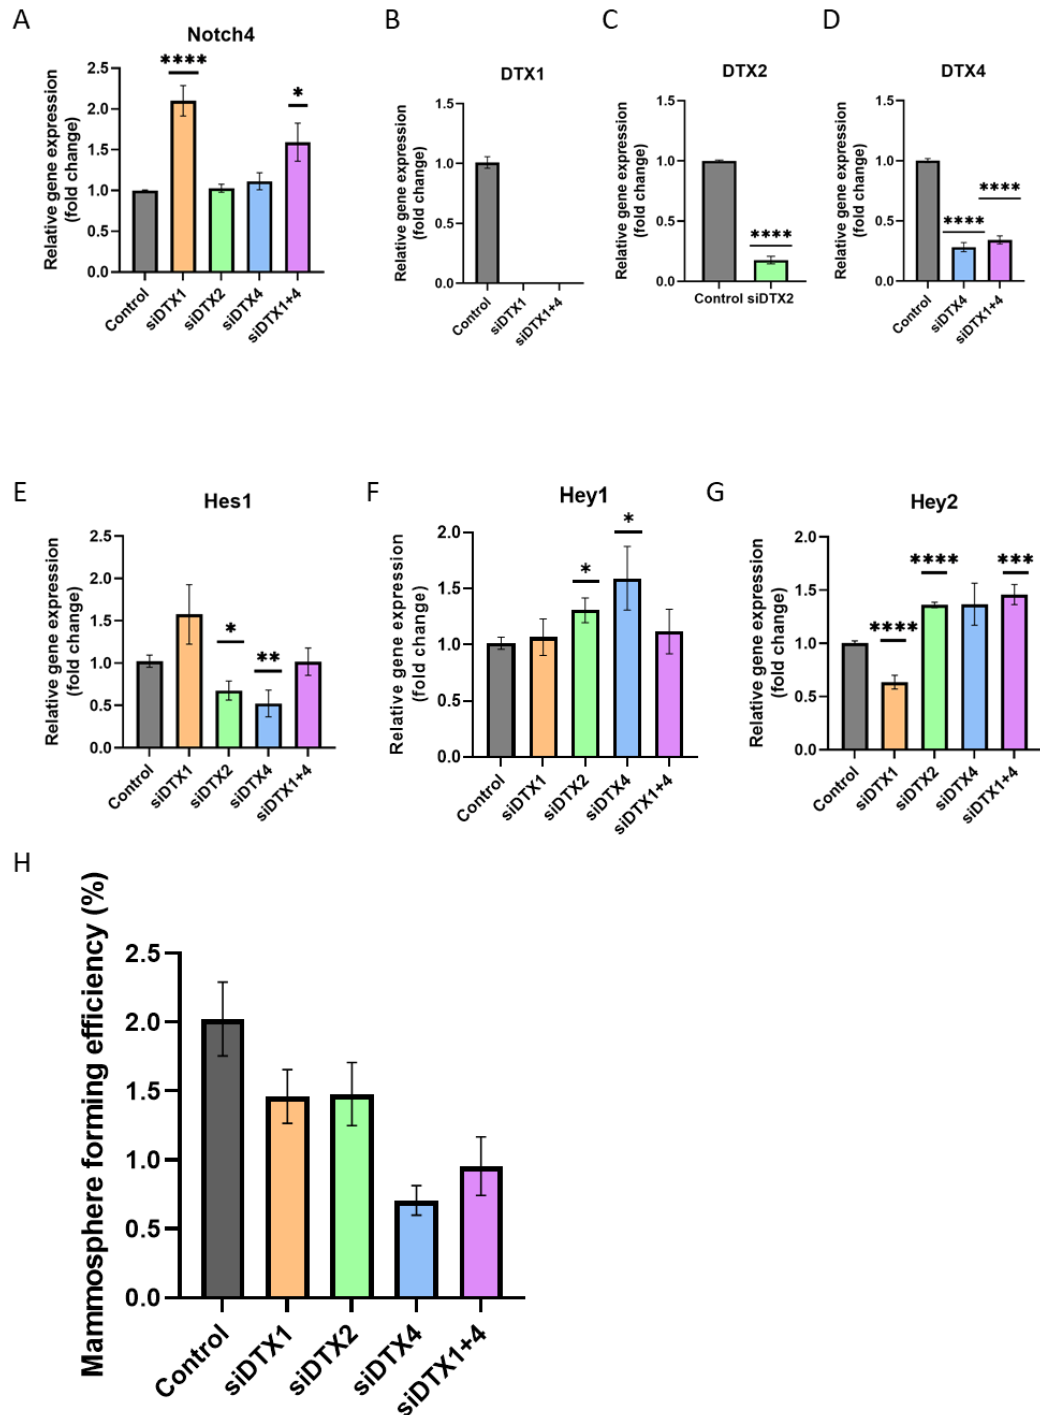 A
Notch4
Relative gene expression
(fold change)
2.5
2.0
1.5
1.0
0.5
0.0
****
*
Control
siDTX1
siDTX2
siDTX4
siDTX1+4
B
DTX1
Relative gene expression
(fold change)
1.5
1.0
0.5
0.0
Control
siDTX1
siDTX1+4
C
DTX2
Relative gene expression
(fold change)
1.5
1.0
0.5
0.0
****
Control siDTX2
D
DTX4
Relative gene expression
(fold change)
1.5
1.0
0.5
0.0
****
****
Control
siDTX4
siDTX1+4
E
Hes1
Relative gene expression
(fold change)
2.5
2.0
1.5
1.0
0.5
0.0
*
**
Control
siDTX1
siDTX2
siDTX4
siDTX1+4
F
Hey1
Relative gene expression
(fold change)
2.0
1.5
1.0
0.5
0.0
*
*
Control
siDTX1
siDTX2
siDTX4
siDTX1+4
G
Hey2
Relative gene expression
(fold change)
2.0
1.5
1.0
0.5
0.0
****
****
***
Control
siDTX1
siDTX2
siDTX4
siDTX1+4
H
Mammosphere forming efficiency (%)
2.5
2.0
1.5
1.0
0.5
0.0
Control
siDTX1
siDTX2
siDTX4
siDTX1+4